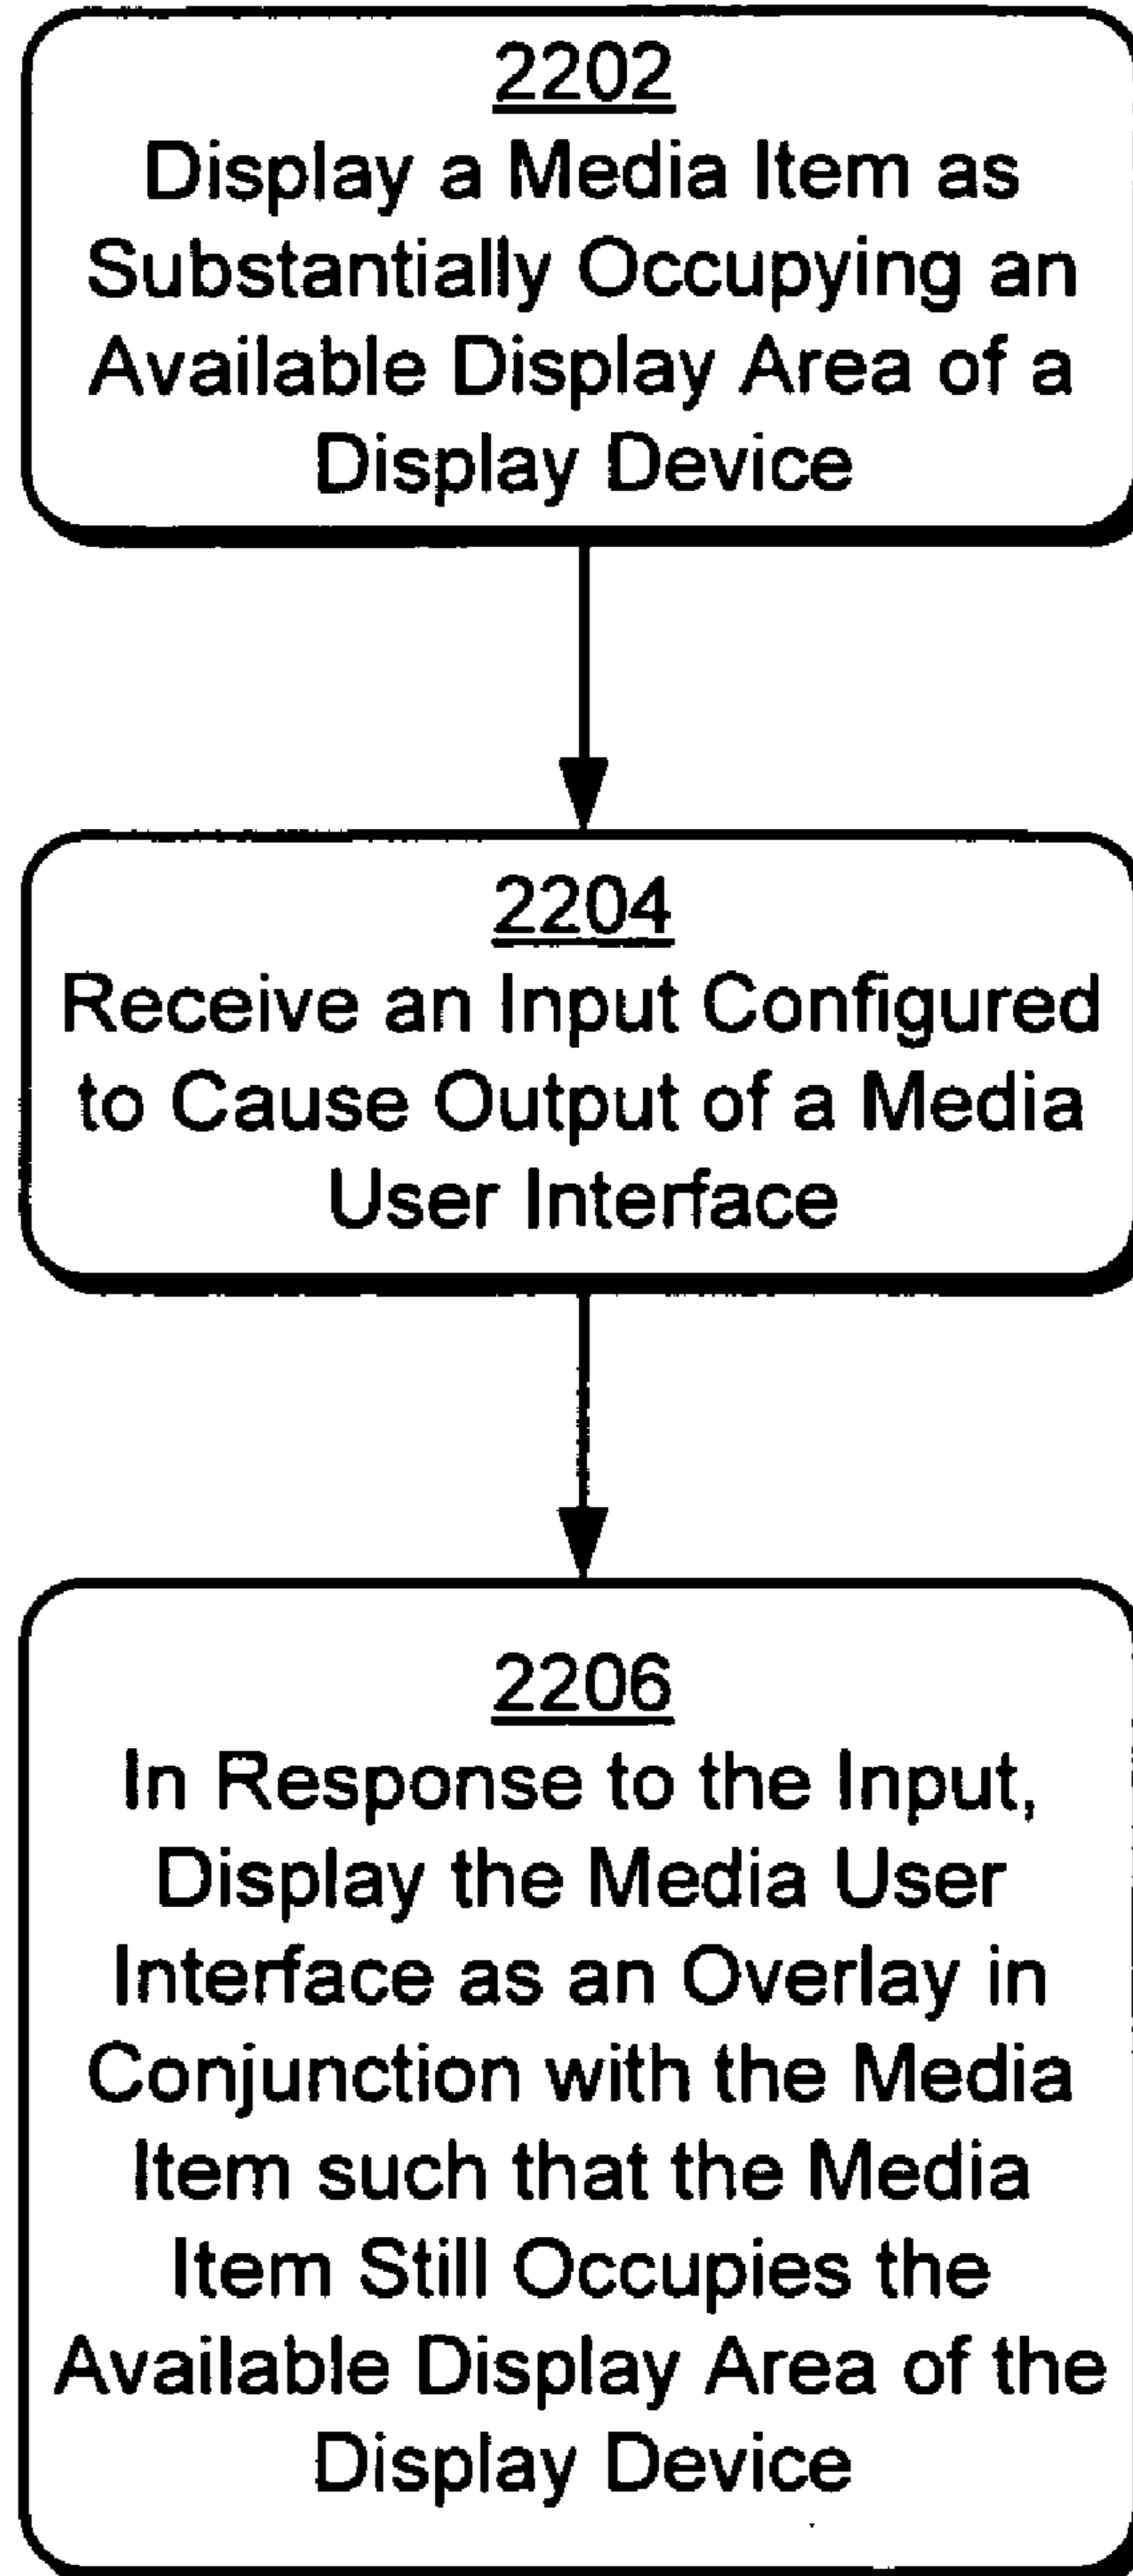 2202
Display a Media Item as
Substantially Occupying an
Available Display Area of a
Display Device
2204
Receive an Input Configured
to Cause Output of a Media
User Interface
2206
In Response to the Input,
Display the Media User
Interface as an Overlay in
Conjunction with the Media
Item such that the Media
Item Still Occupies the
Available Display Area of the
Display Device